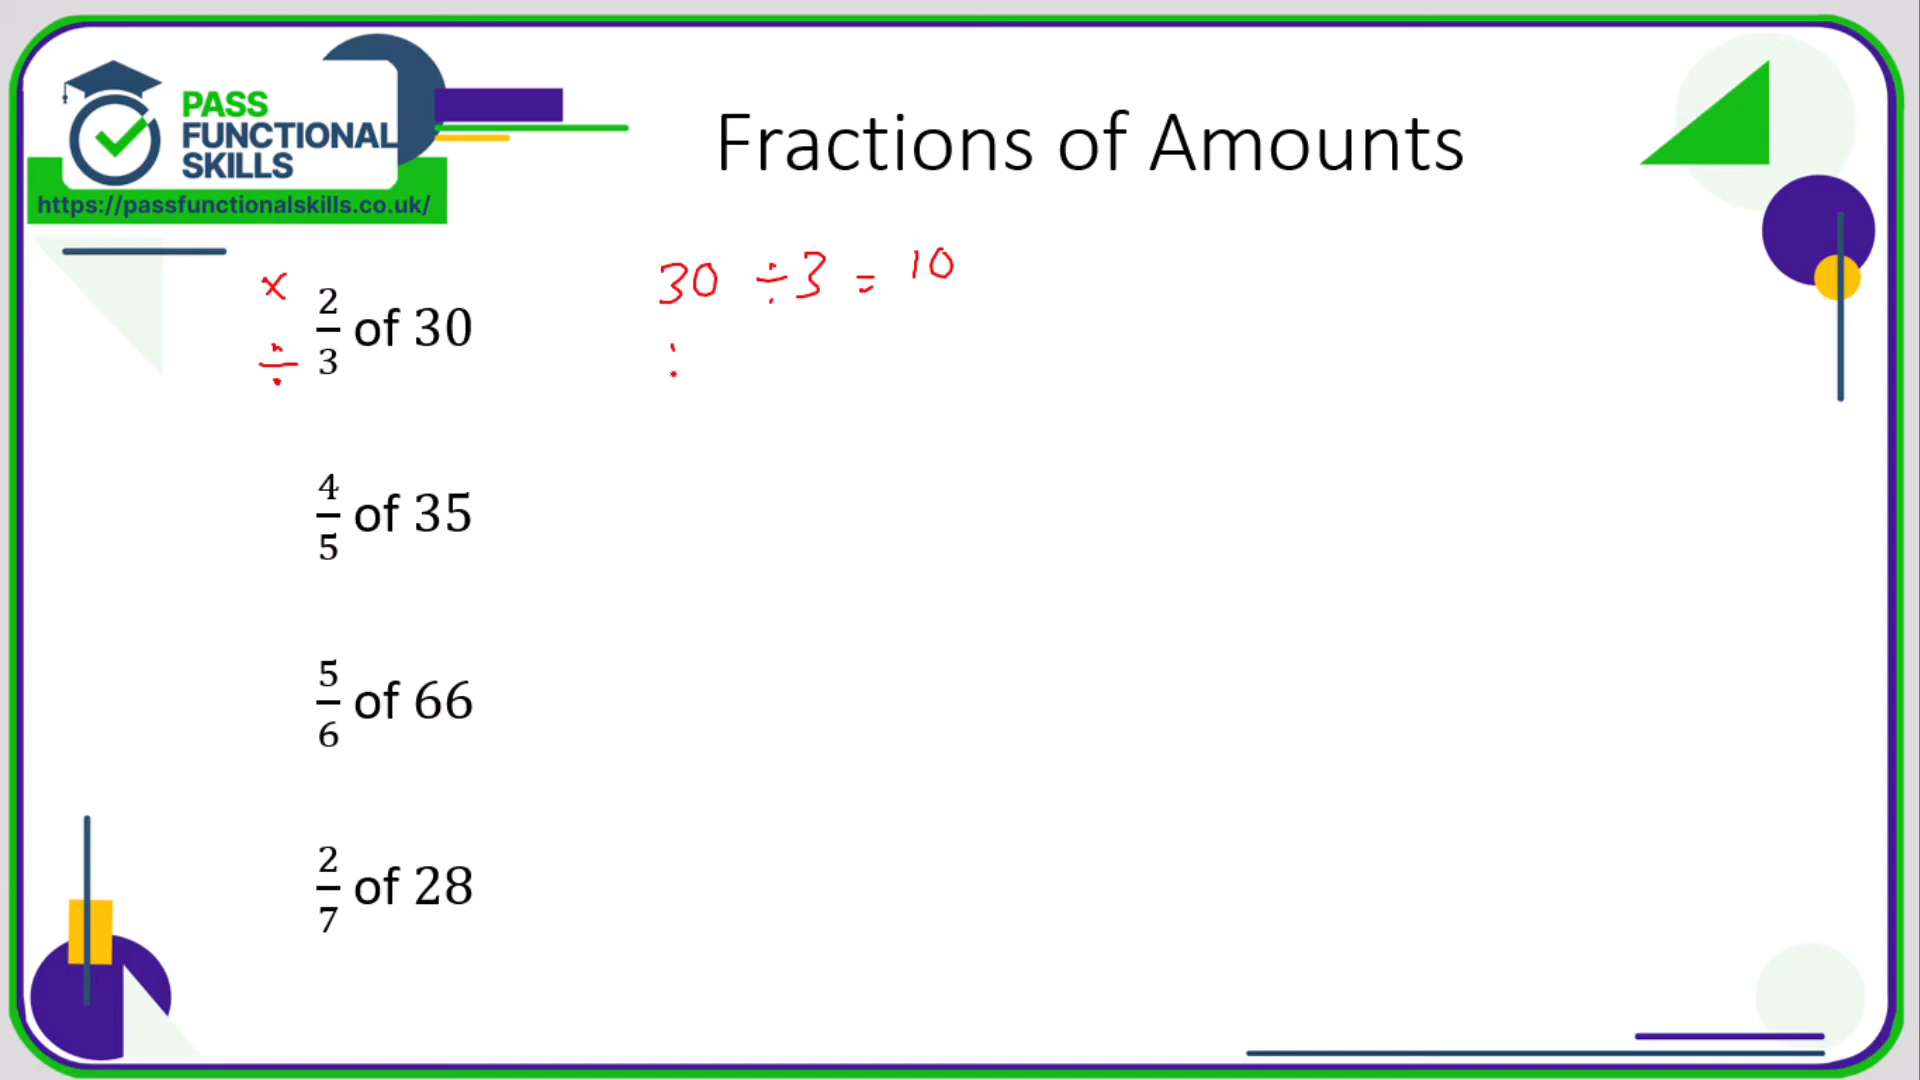 PASS
FUNCTIONAL
SKILLS
https://passfunctionalskills.co.uk/
Fractions of Amounts
×
÷
2/3 of 30
30 ÷ 3 = 10
:
4/5 of 35
5/6 of 66
2/7 of 28